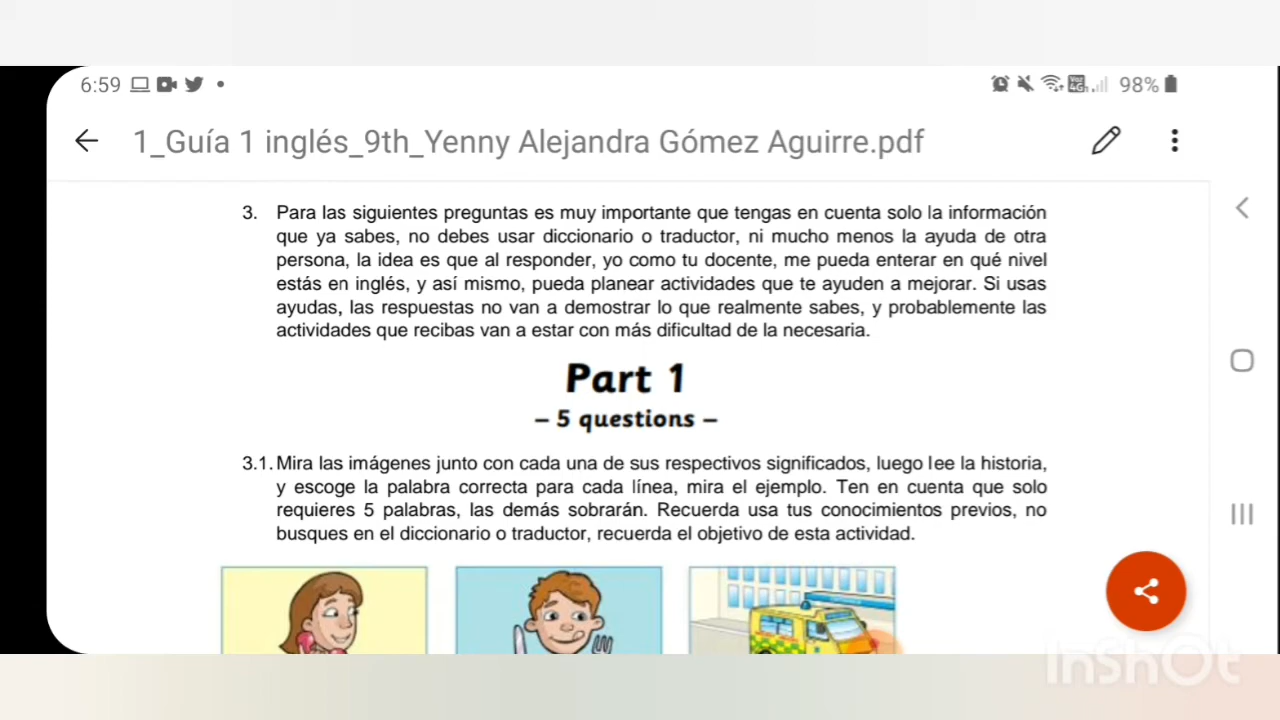 6:59
98%
1_Guía 1 inglés_9th_Yenny Alejandra Gómez Aguirre.pdf
3. Para las siguientes preguntas es muy importante que tengas en cuenta solo la información
que ya sabes, no debes usar diccionario o traductor, ni mucho menos la ayuda de otra
persona, la idea es que al responder, yo como tu docente, me pueda enterar en qué nivel
estás en inglés, y así mismo, pueda planear actividades que te ayuden a mejorar. Si usas
ayudas, las respuestas no van a demostrar lo que realmente sabes, y probablemente las
actividades que recibas van a estar con más dificultad de la necesaria.
Part 1
– 5 questions –
3.1. Mira las imágenes junto con cada una de sus respectivos significados, luego lee la historia,
y escoge la palabra correcta para cada línea, mira el ejemplo. Ten en cuenta que solo
requieres 5 palabras, las demás sobrarán. Recuerda usa tus conocimientos previos, no
busques en el diccionario o traductor, recuerda el objetivo de esta actividad.
InShOt